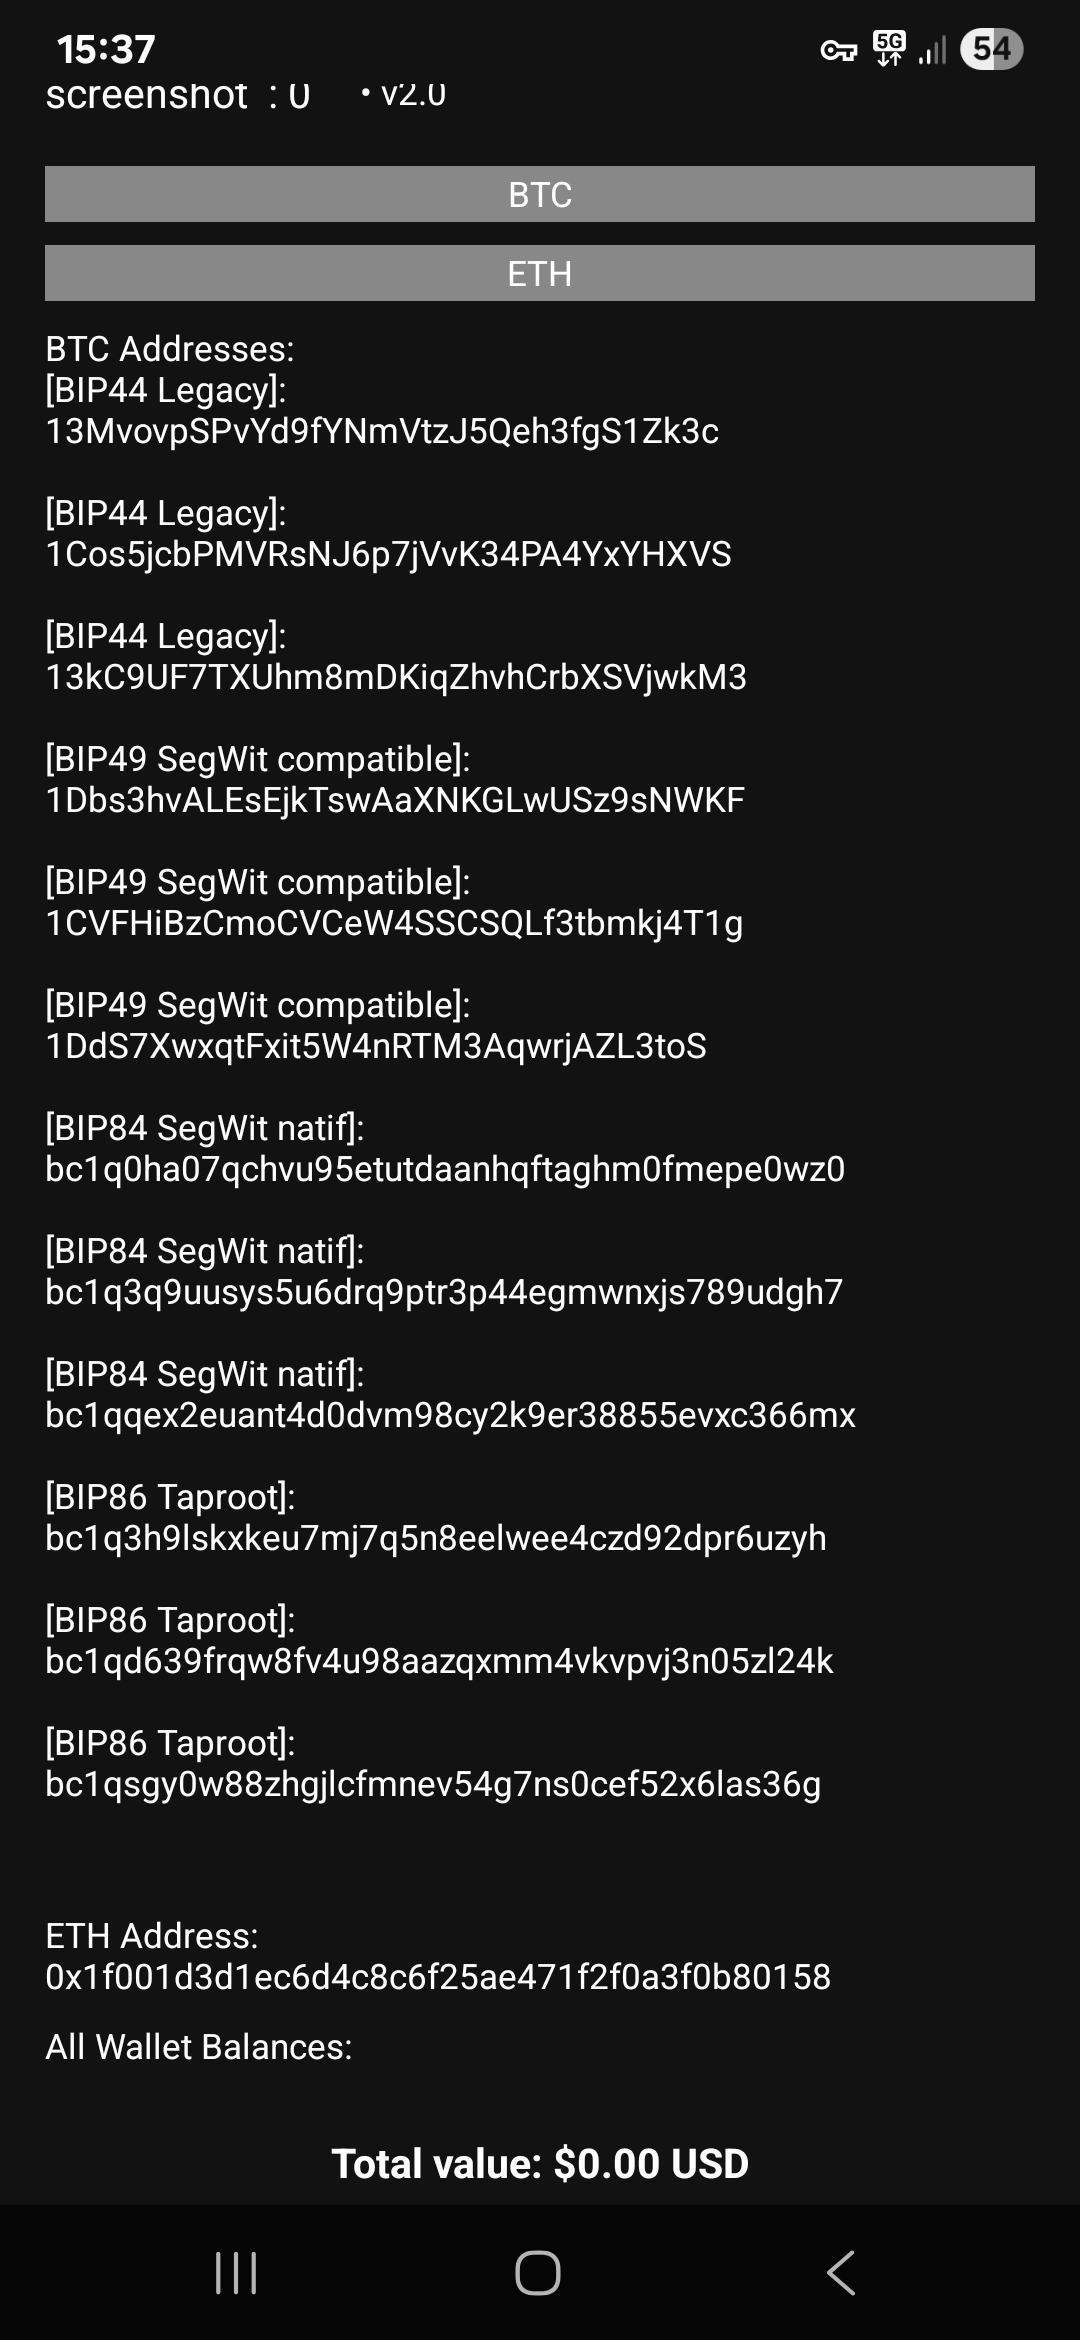 15:37
5G
54
screenshot : 0 • v2.0
BTC
ETH
BTC Addresses:
[BIP44 Legacy]:
13MvovpSPvYd9fYNmVtzJ5Qeh3fgS1Zk3c
[BIP44 Legacy]:
1Cos5jcbPMVRsNJ6p7jVvK34PA4YxYHXVS
[BIP44 Legacy]:
13kC9UF7TXUhm8mDKiqZhvhCrbXSVjwkM3
[BIP49 SegWit compatible]:
1Dbs3hvALEsEjkTswAaXNKGLwUSz9sNWKF
[BIP49 SegWit compatible]:
1CVFHiBzCmoCVCeW4SSCSQLf3tbmkj4T1g
[BIP49 SegWit compatible]:
1DdS7XwxqtFxit5W4nRTM3AqwrjAZL3toS
[BIP84 SegWit natif]:
bc1q0ha07qchvu95etutdaanhqftaghm0fmepe0wz0
[BIP84 SegWit natif]:
bc1q3q9uusys5u6drq9ptr3p44egmwnxjs789udgh7
[BIP84 SegWit natif]:
bc1qqex2euant4d0dvm98cy2k9er38855evxc366mx
[BIP86 Taproot]:
bc1q3h9lskxkeu7mj7q5n8eelwee4czd92dpr6uzyh
[BIP86 Taproot]:
bc1qd639frqw8fv4u98aazqxmm4vkvpvj3n05zl24k
[BIP86 Taproot]:
bc1qsgy0w88zhgjlcfmnev54g7ns0cef52x6las36g
ETH Address:
0x1f001d3d1ec6d4c8c6f25ae471f2f0a3f0b80158
All Wallet Balances:
Total value: $0.00 USD